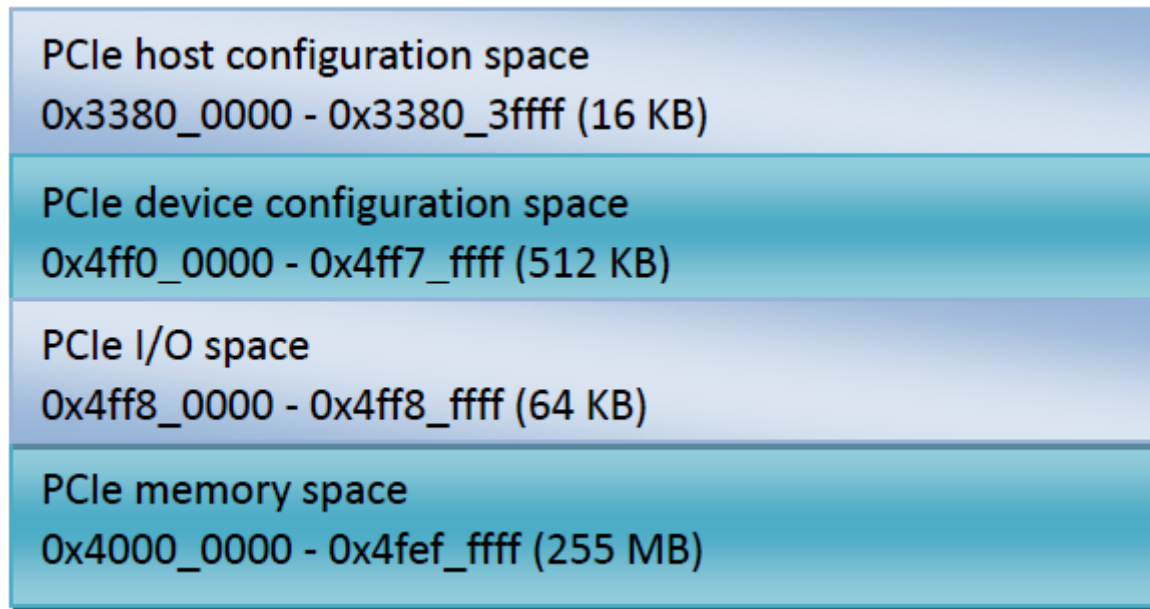 PCIe host configuration space
0x3380_0000 - 0x3380_3ffff (16 KB)
PCIe device configuration space
0x4ff0_0000 - 0x4ff7_ffff (512 KB)
PCIe I/O space
0x4ff8_0000 - 0x4ff8_ffff (64 KB)
PCIe memory space
0x4000_0000 - 0x4fef_ffff (255 MB)